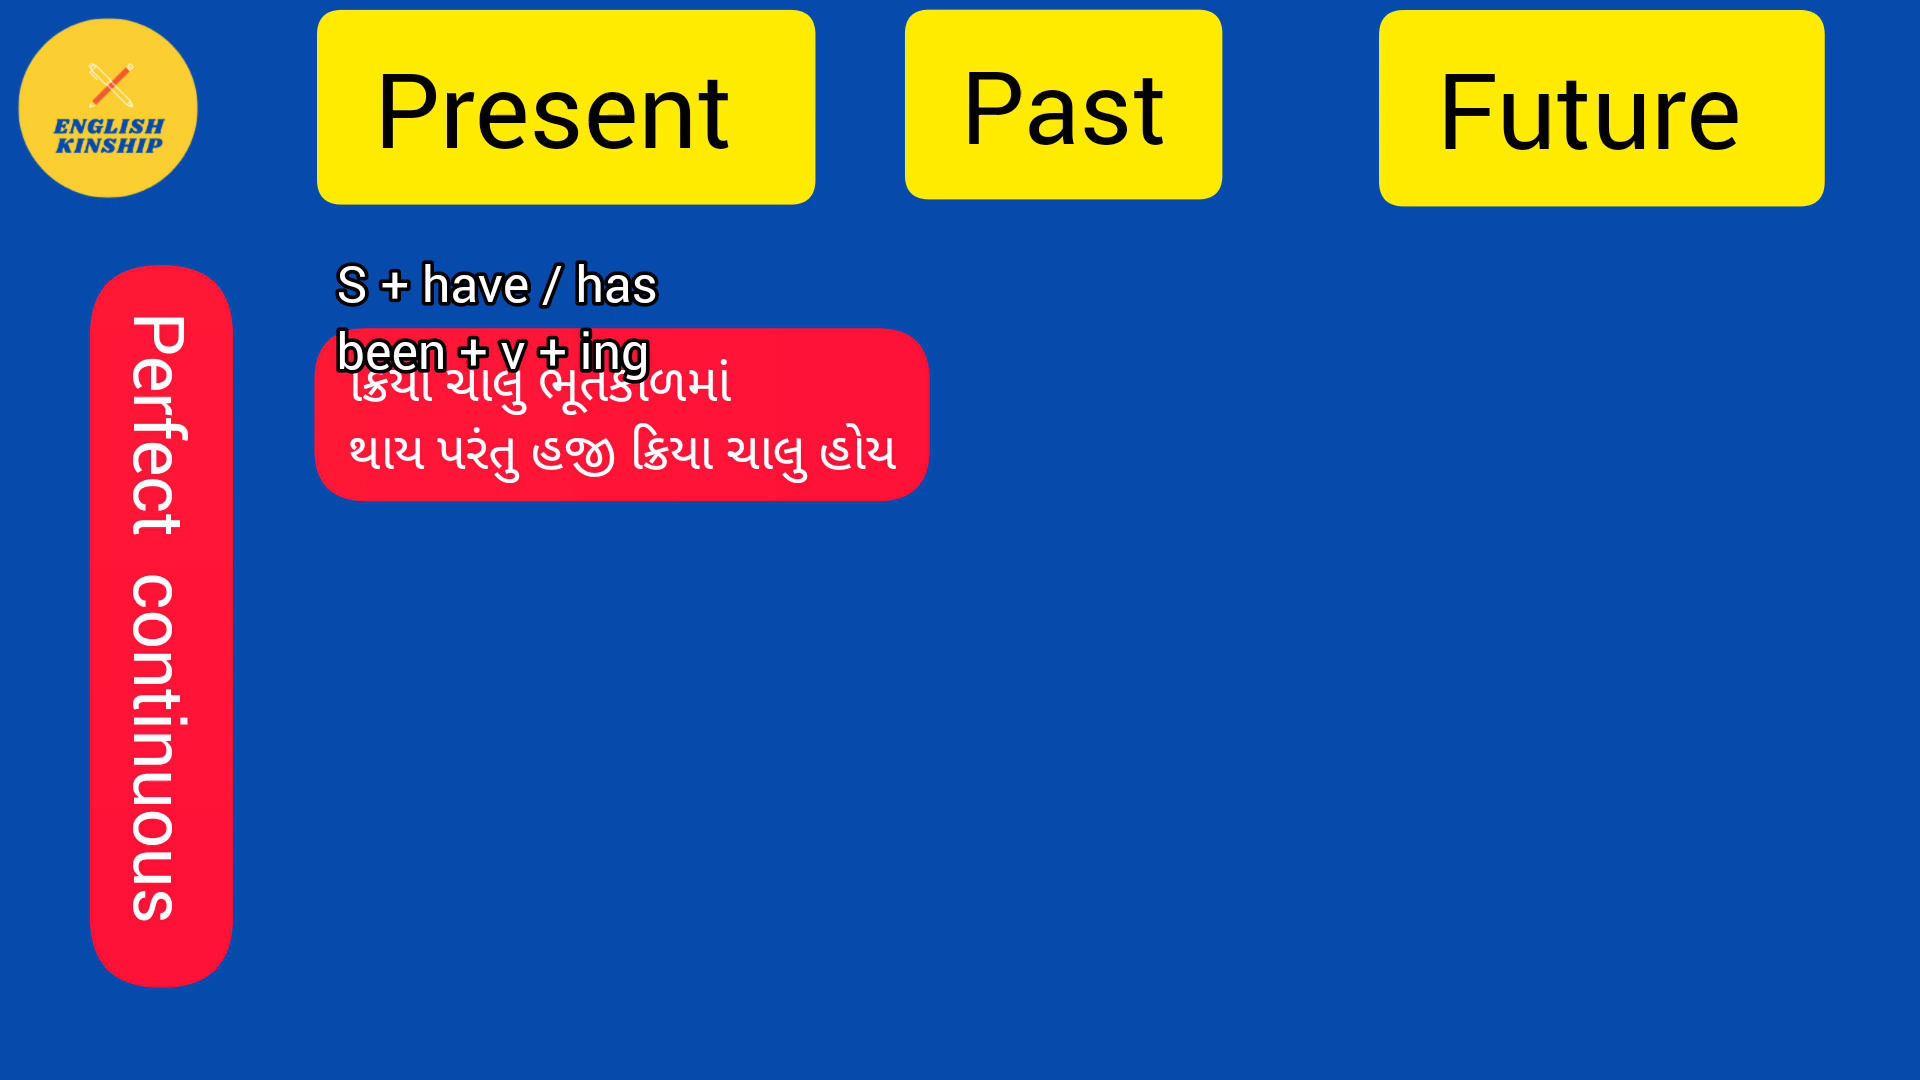 ENGLISH
KINSHIP
Present
Past
Future
Perfect continuous
S + have / has
been + v + ing
ક્રિયા ચાલુ ભૂતકાળમાં
થાય પરંતુ હજી ક્રિયા ચાલુ હોય